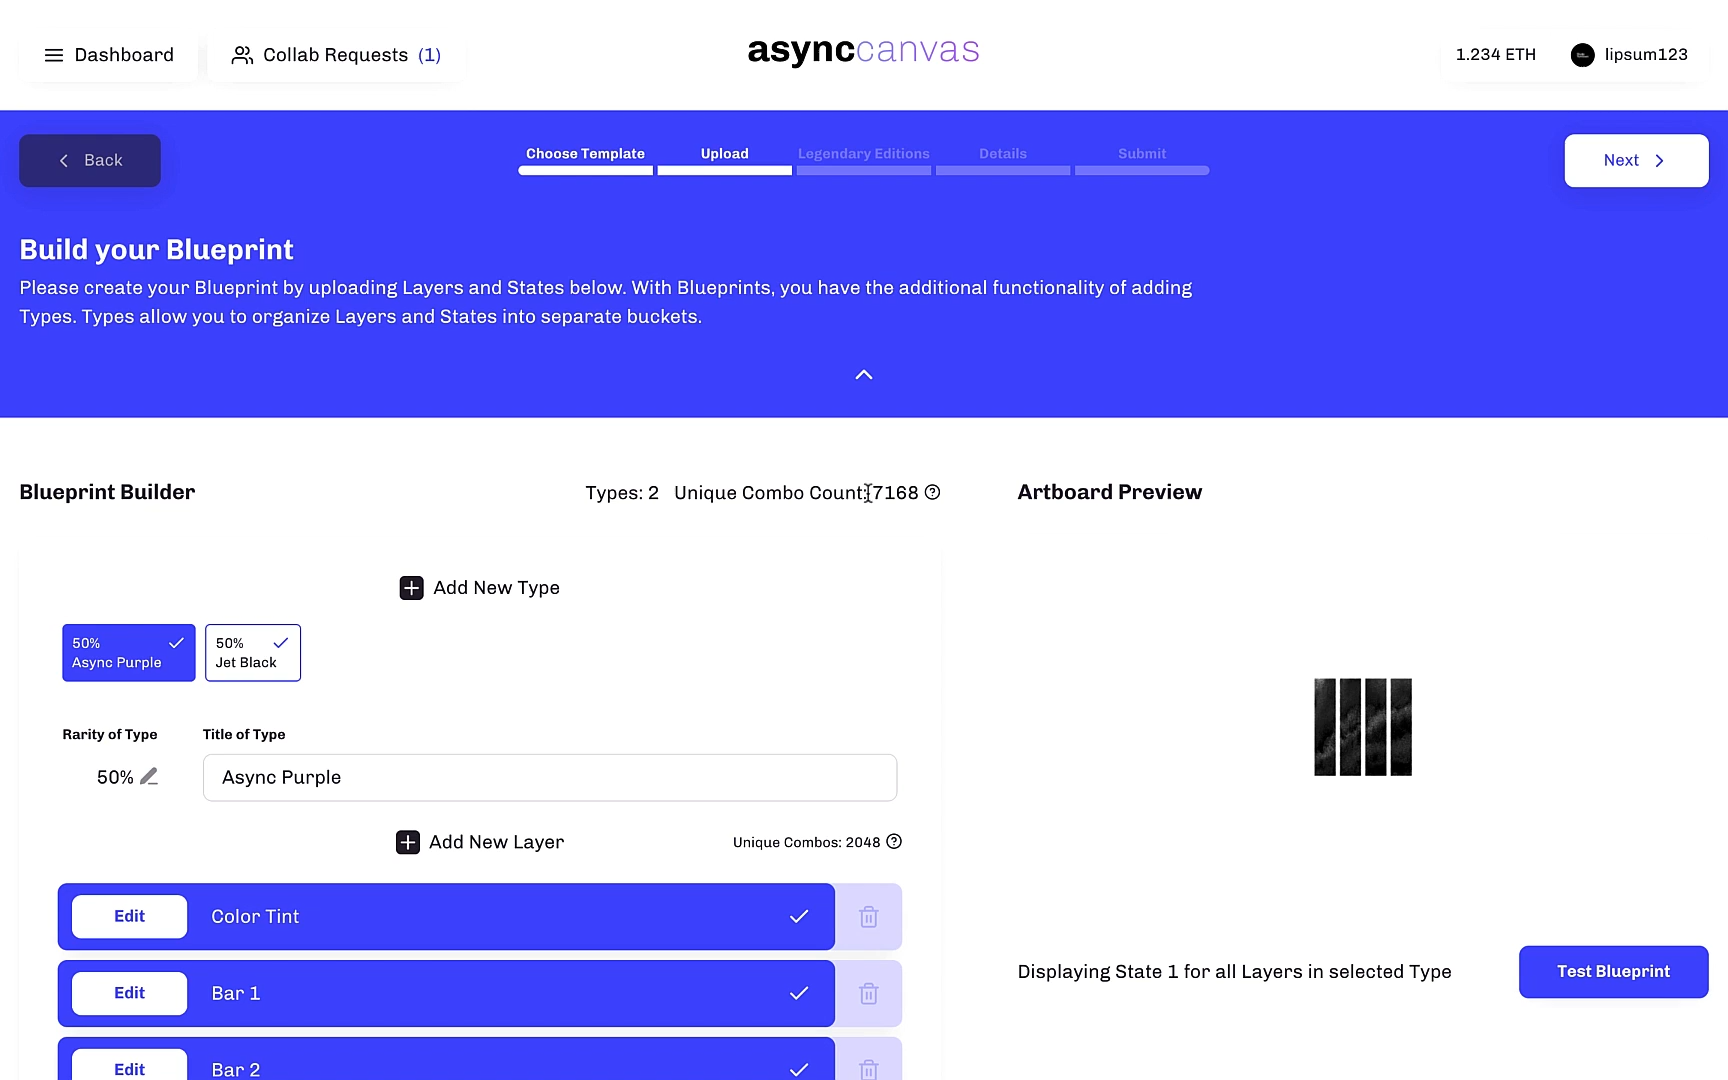 Dashboard
Collab Requests (1)
asynccanvas
1.234 ETH
lipsum123
Back
Choose Template
Upload
Legendary Editions
Details
Submit
Next
Build your Blueprint
Please create your Blueprint by uploading Layers and States below. With Blueprints, you have the additional functionality of adding
Types. Types allow you to organize Layers and States into separate buckets.
Blueprint Builder
Types: 2 Unique Combo Count: 7168
Artboard Preview
Add New Type
50%
Async Purple
50%
Jet Black
Rarity of Type
Title of Type
50%
Async Purple
Add New Layer
Unique Combos: 2048
Edit
Color Tint
Edit
Bar 1
Displaying State 1 for all Layers in selected Type
Test Blueprint
Edit
Bar 2